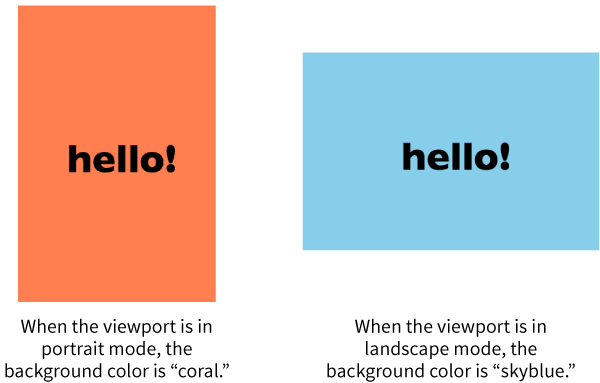 hello!
When the viewport is in
portrait mode, the
background color is “coral.”
hello!
When the viewport is in
landscape mode, the
background color is “skyblue.”